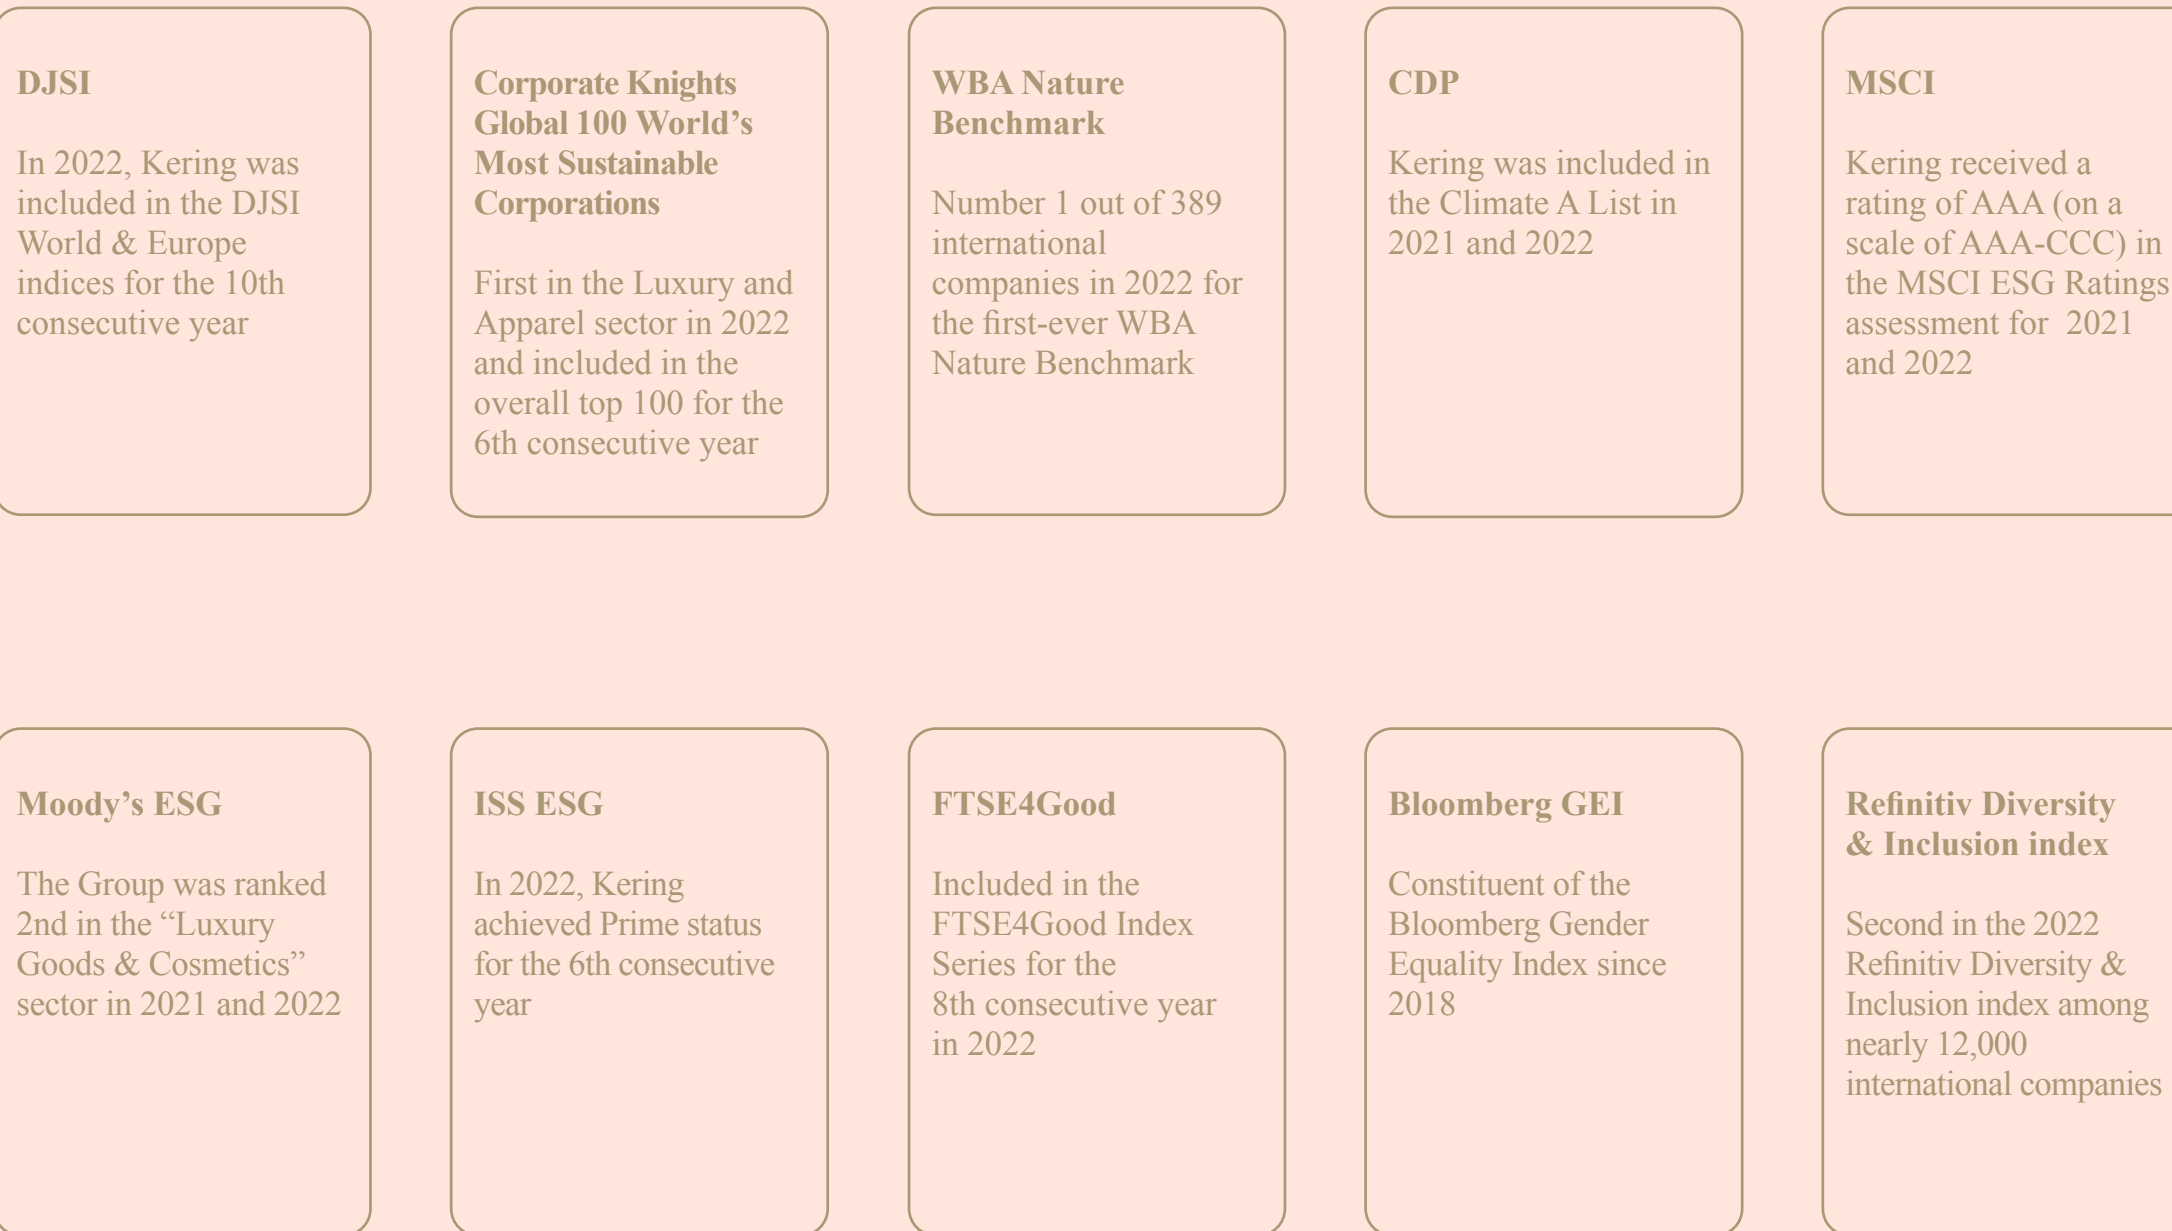 DJSI
In 2022, Kering was
included in the DJSI
World & Europe
indices for the 10th
consecutive year
Corporate Knights
Global 100 World’s
Most Sustainable
Corporations
First in the Luxury and
Apparel sector in 2022
and included in the
overall top 100 for the
6th consecutive year
WBA Nature
Benchmark
Number 1 out of 389
international
companies in 2022 for
the first-ever WBA
Nature Benchmark
CDP
Kering was included in
the Climate A List in
2021 and 2022
MSCI
Kering received a
rating of AAA (on a
scale of AAA-CCC) in
the MSCI ESG Ratings
assessment for  2021
and 2022
Moody’s ESG
The Group was ranked
2nd in the “Luxury
Goods & Cosmetics”
sector in 2021 and 2022
ISS ESG
In 2022, Kering
achieved Prime status
for the 6th consecutive
year
FTSE4Good
Included in the
FTSE4Good Index
Series for the
8th consecutive year
in 2022
Bloomberg GEI
Constituent of the
Bloomberg Gender
Equality Index since
2018
Refinitiv Diversity
& Inclusion index
Second in the 2022
Refinitiv Diversity &
Inclusion index among
nearly 12,000
international companies